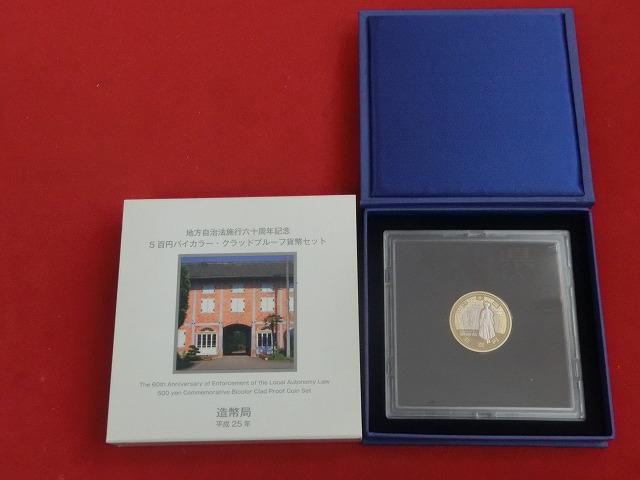 地方自治法施行六十周年記念
5百円バイカラー・クラッドプルーフ貨幣セット
The 60th Anniversary of Enforcement of the Local Autonomy Law
500 yen Commemorative Bicolor Clad Proof Coin Set
造幣局
平成25年
五百円